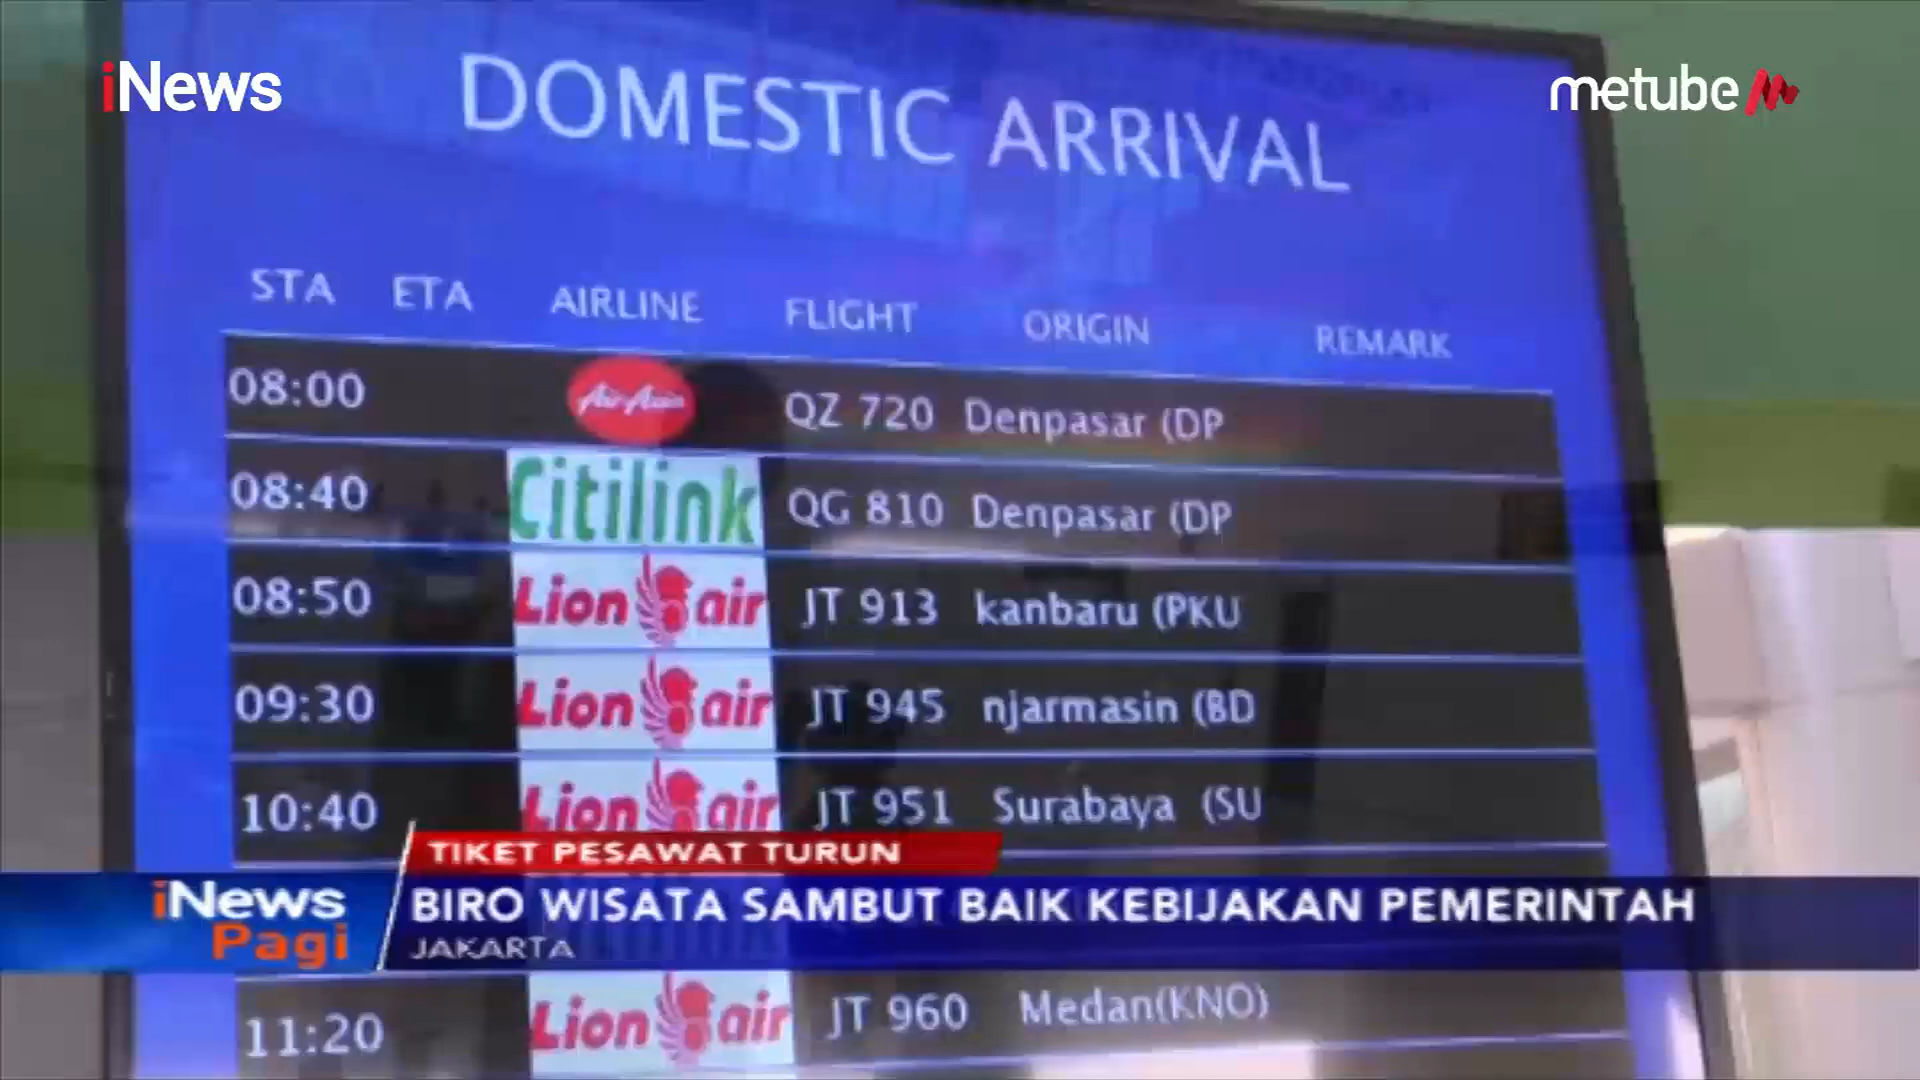 iNews
metube
DOMESTIC ARRIVAL
STA ETA AIRLINE FLIGHT ORIGIN REMARK
08:00 AirAsia QZ 720 Denpasar (DP
08:40 Citilink QG 810 Denpasar (DP
08:50 Lion air JT 913 kanbaru (PKU
09:30 Lion air JT 945 njarmasin (BD
10:40 Lion air JT 951 Surabaya (SU
TIKET PESAWAT TURUN
iNews Pagi
BIRO WISATA SAMBUT BAIK KEBIJAKAN PEMERINTAH
JAKARTA
11:20 Lion air JT 960 Medan(KNO)